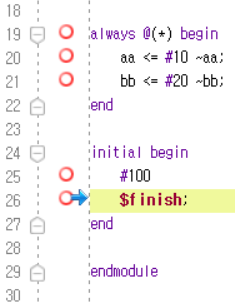 18
19 always @(*) begin
20 aa <= #10 ~aa;
21 bb <= #20 ~bb;
22 end
23
24 initial begin
25 #100
26 $finish;
27 end
28
29 endmodule
30